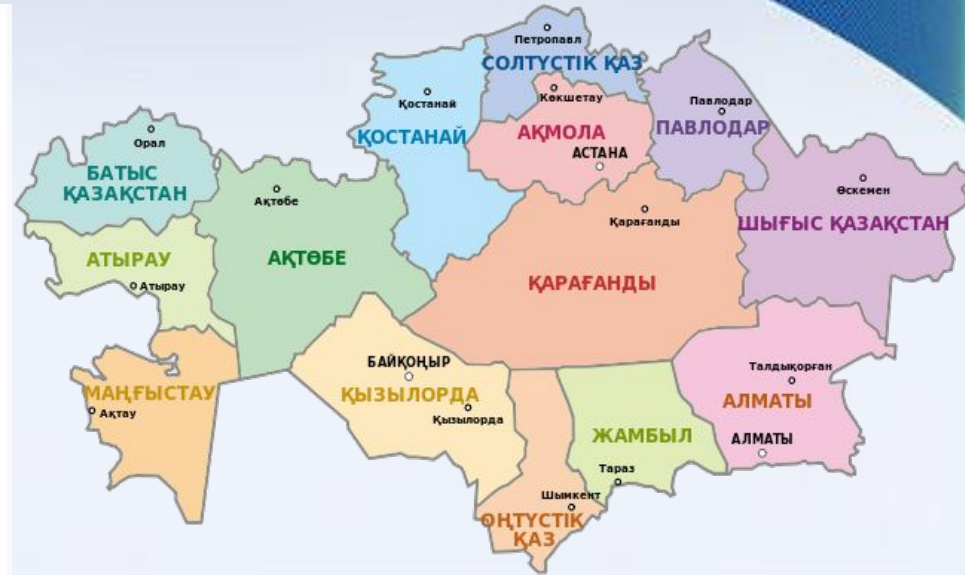 Петропавл
СОЛТҮСТІК ҚАЗ
Қостанай
Көкшетау
Павлодар
ҚОСТАНАЙ
АҚМОЛА
ПАВЛОДАР
АСТАНА
Орал
БАТЫС
ҚАЗАҚСТАН
Ақтөбе
Өскемен
Қарағанды
ШЫҒЫС ҚАЗАҚСТАН
АТЫРАУ
АҚТӨБЕ
Атырау
ҚАРАҒАНДЫ
БАЙҚОҢЫР
Талдықорған
МАҢҒЫСТАУ
ҚЫЗЫЛОРДА
АЛМАТЫ
Ақтау
Қызылорда
ЖАМБЫЛ
АЛМАТЫ
Тараз
Шымкент
ОҢТҮСТІК
ҚАЗ